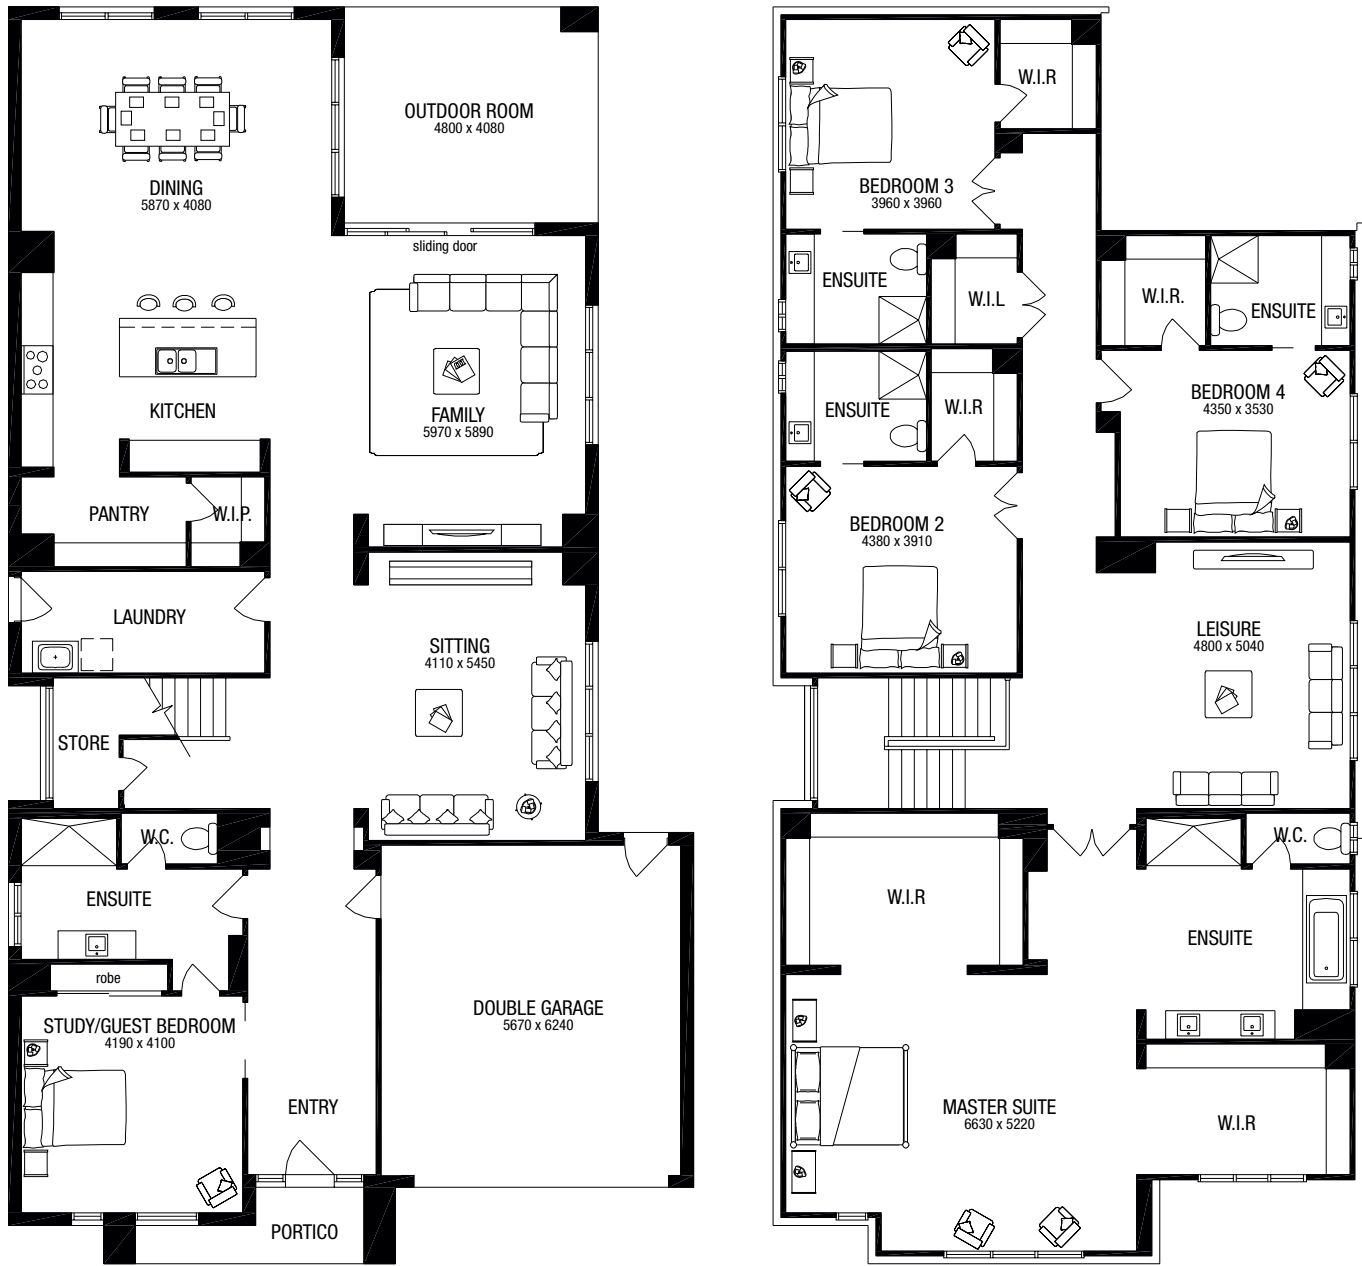 OUTDOOR ROOM
4800 x 4080
DINING
5870 x 4080
sliding door
KITCHEN
FAMILY
5970 x 5890
PANTRY
W.I.P.
LAUNDRY
SITTING
4110 x 5450
STORE
W.C.
ENSUITE
robe
STUDY/GUEST BEDROOM
4190 x 4100
DOUBLE GARAGE
5670 x 6240
ENTRY
PORTICO
W.I.R
BEDROOM 3
3960 x 3960
ENSUITE
W.I.L
W.I.R.
ENSUITE
ENSUITE
W.I.R
BEDROOM 4
4350 x 3530
BEDROOM 2
4380 x 3910
LEISURE
4800 x 5040
W.C.
W.I.R
ENSUITE
MASTER SUITE
6630 x 5220
W.I.R